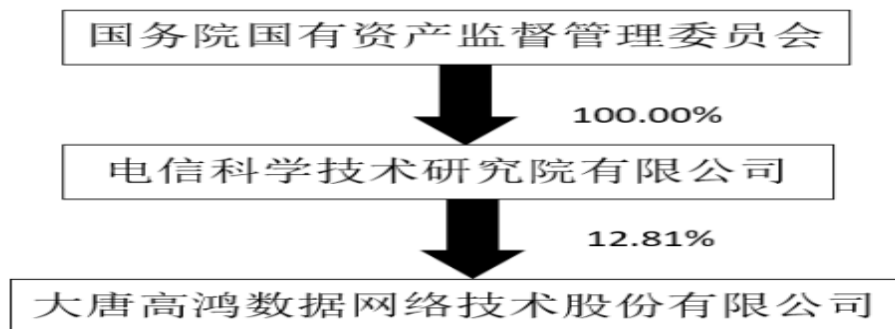 国务院国有资产监督管理委员会
100.00%
电信科学技术研究院有限公司
12.81%
大唐高鸿数据网络技术股份有限公司